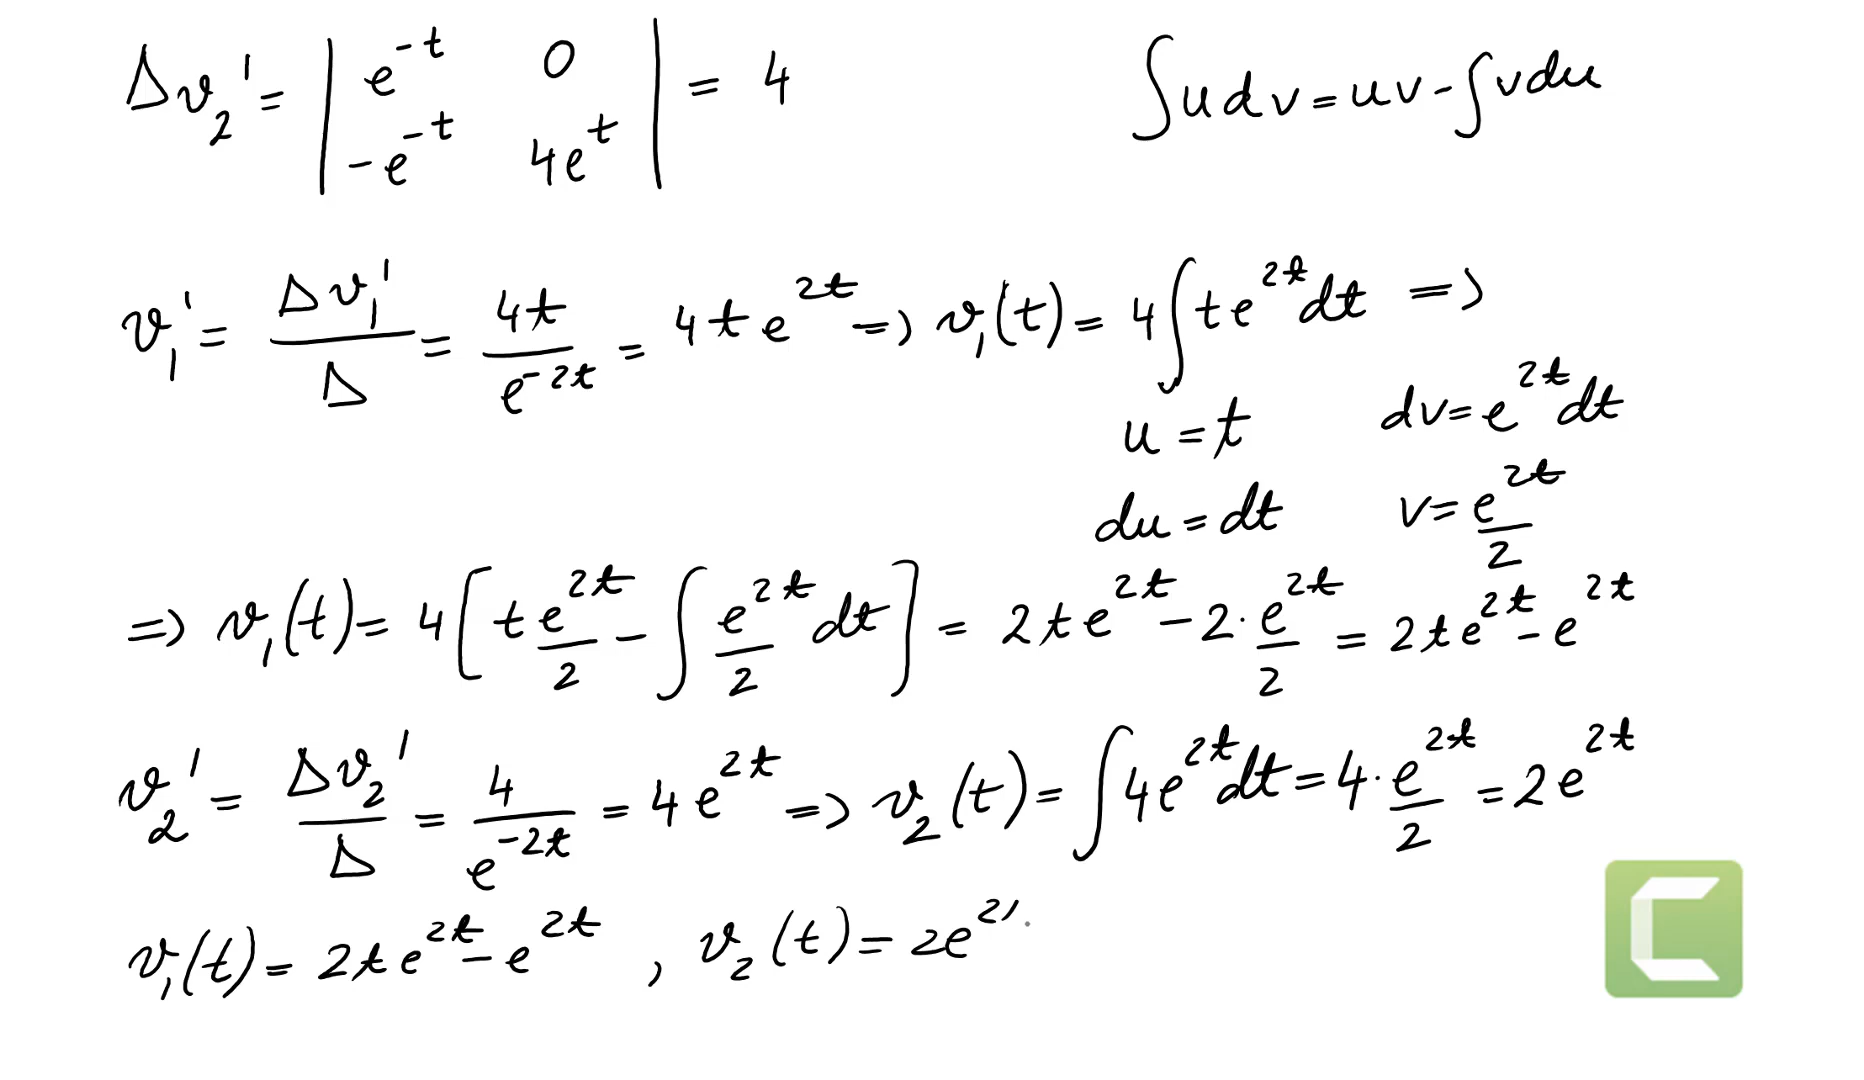 Δv₂' = | e^{-t} 0 | = 4
| -e^{-t} 4e^{t} |
∫u dv = uv - ∫v du
v₁' = Δv₁'/Δ = 4t/e^{-2t} = 4te^{2t} => v₁(t) = 4∫te^{2t}dt =>
u = t dv = e^{2t}dt
du = dt v = e^{2t}/2
=> v₁(t) = 4[t e^{2t}/2 - ∫ e^{2t}/2 dt] = 2te^{2t} - 2·e^{2t}/2 = 2te^{2t} - e^{2t}
v₂' = Δv₂'/Δ = 4/e^{-2t} = 4e^{2t} => v₂(t) = ∫4e^{2t}dt = 4·e^{2t}/2 = 2e^{2t}
v₁(t) = 2te^{2t} - e^{2t} , v₂(t) = 2e^{2